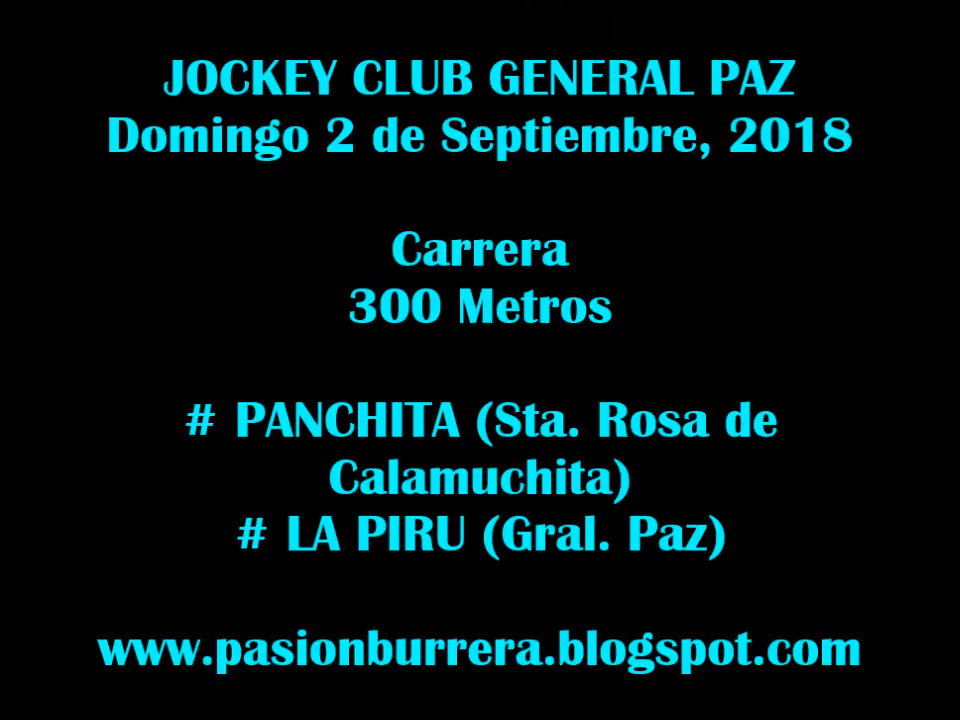 JOCKEY CLUB GENERAL PAZ
Domingo 2 de Septiembre, 2018
Carrera
300 Metros
# PANCHITA (Sta. Rosa de
Calamuchita)
# LA PIRU (Gral. Paz)
www.pasionburrera.blogspot.com